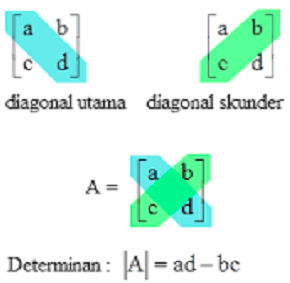 [a b] [a b]
[c d] [c d]
diagonal utama diagonal skunder
A = [a b]
[c d]
Determinan : |A| = ad – bc